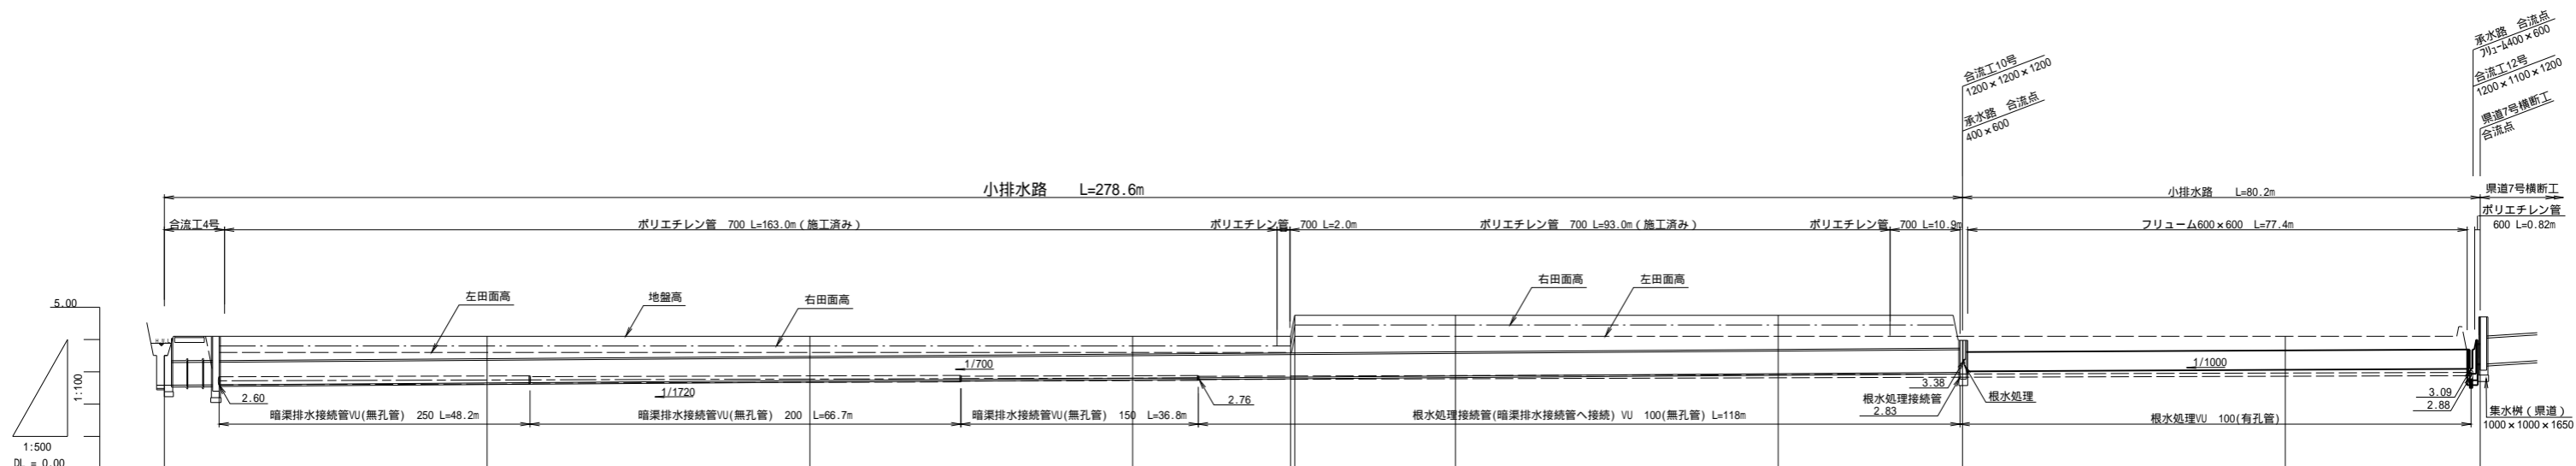 承水路　合流点
フリューム400×600
合流工10号
1200×1200×1200
合流工12号
1200×1100×1200
承水路　合流点
400×600
県道7号横断工
合流点
小排水路　　L=278.6m
小排水路　　L=80.2m
県道7号横断工
合流工4号
ポリエチレン管　700 L=163.0m（施工済み）
ポリエチレン管　700 L=2.0m
ポリエチレン管　700 L=93.0m（施工済み）
ポリエチレン管　700 L=10.9m
フリューム600×600　L=77.4m
ポリエチレン管
600 L=0.82m
左田面高
地盤高
右田面高
右田面高
左田面高
5.00
1:100
1:500
DL = 0.00
1/700
1/1720
1/1000
2.60
2.76
3.38
根水処理接続管
2.83
根水処理
3.09
2.88
集水桝（県道）
1000×1000×1650
暗渠排水接続管VU(無孔管)　250 L=48.2m
暗渠排水接続管VU(無孔管)　200 L=66.7m
暗渠排水接続管VU(無孔管)　150　L=36.8m
根水処理接続管(暗渠排水接続管へ接続) VU　100(無孔管) L=118m
根水処理VU　100(有孔管)